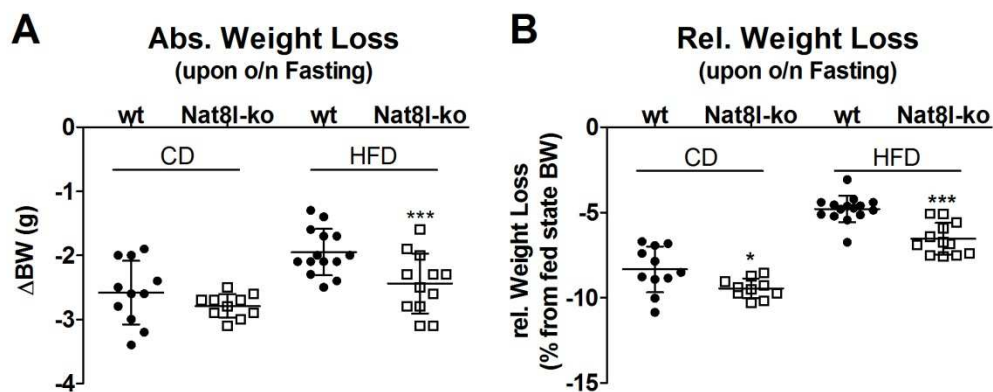 A
Abs. Weight Loss
(upon o/n Fasting)
wt Nat8l-ko wt Nat8l-ko
0
CD HFD
-1
***
-2
-3
-4
ΔBW (g)
B
Rel. Weight Loss
(upon o/n Fasting)
wt Nat8l-ko wt Nat8l-ko
0
CD HFD
***
-5
*
-10
-15
rel. Weight Loss
(% from fed state BW)